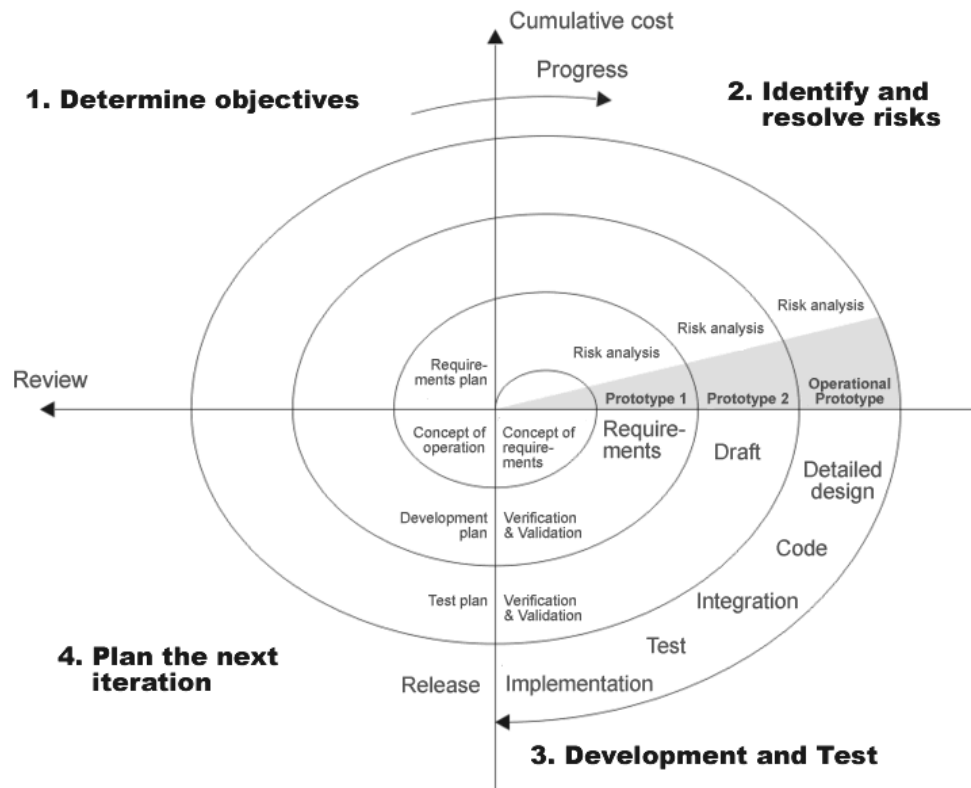 Cumulative cost
Progress
1. Determine objectives
2. Identify and
resolve risks
Risk analysis
Risk analysis
Risk analysis
Require-
ments plan
Review
Prototype 1
Prototype 2
Operational
Prototype
Concept of
operation
Concept of
require-
ments
Require-
ments
Draft
Detailed
design
Development
plan
Verification
& Validation
Code
Test plan
Verification
& Validation
Integration
Test
4. Plan the next
iteration
Release
Implementation
3. Development and Test